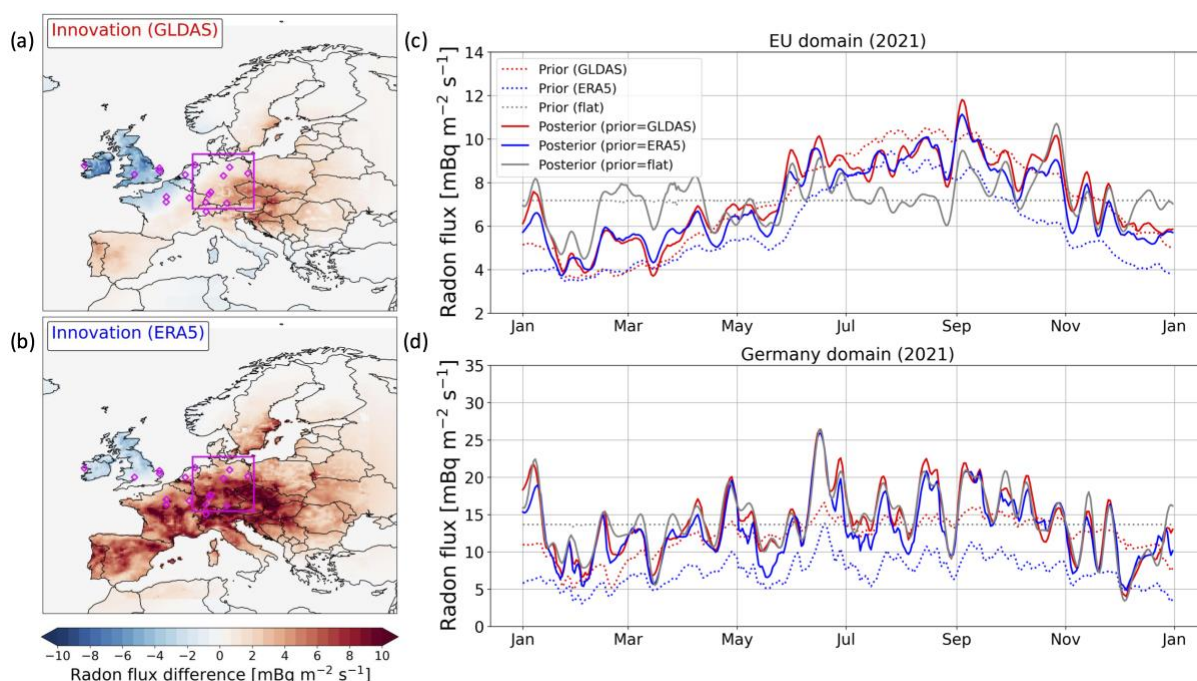 (a)
Innovation (GLDAS)
(b)
Innovation (ERA5)
−10 −8 −6 −4 −2 0 2 4 6 8 10
Radon flux difference [mBq m⁻² s⁻¹]
(c)
EU domain (2021)
Radon flux [mBq m⁻² s⁻¹]
14
12
10
8
6
4
2
Prior (GLDAS)
Prior (ERA5)
Prior (flat)
Posterior (prior=GLDAS)
Posterior (prior=ERA5)
Posterior (prior=flat)
Jan Mar May Jul Sep Nov Jan
(d)
Germany domain (2021)
Radon flux [mBq m⁻² s⁻¹]
35
30
25
20
15
10
5
0
Jan Mar May Jul Sep Nov Jan